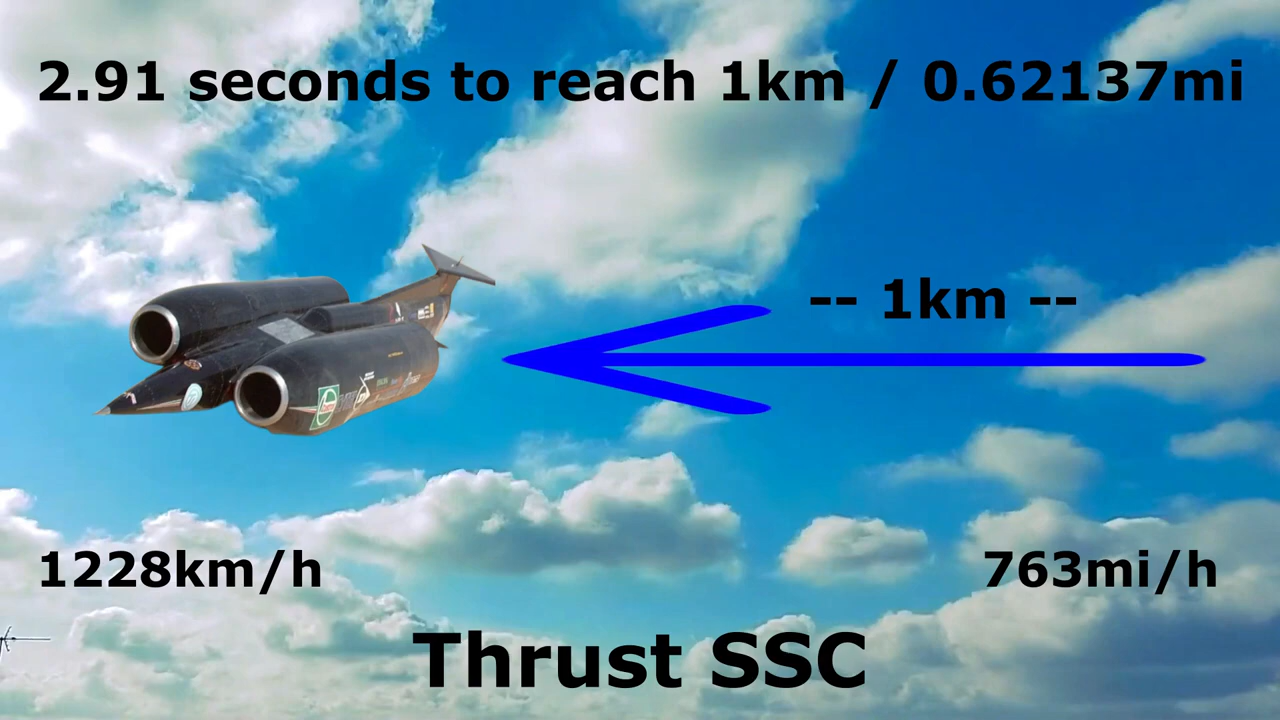 2.91 seconds to reach 1km / 0.62137mi
-- 1km --
1228km/h
763mi/h
Thrust SSC